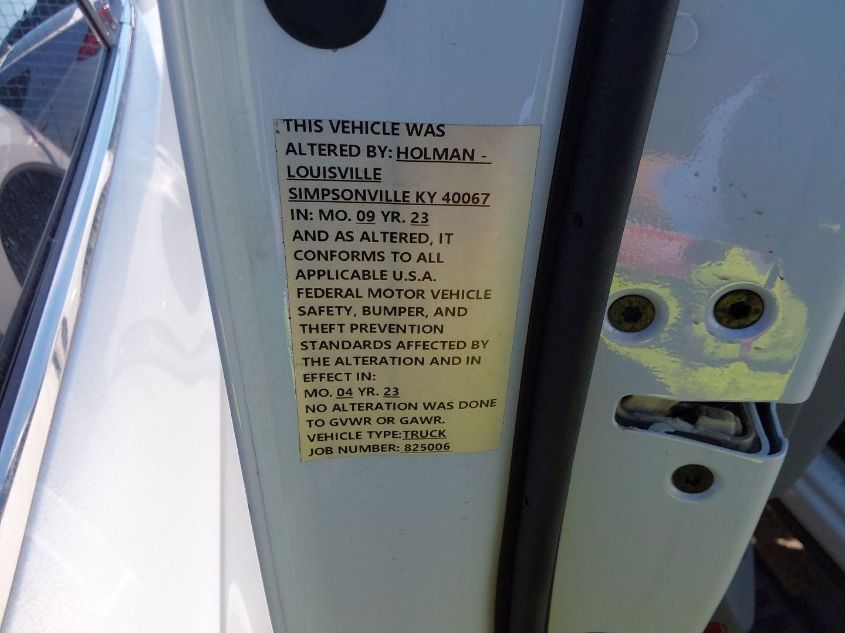 THIS VEHICLE WAS
ALTERED BY: HOLMAN -
LOUISVILLE
SIMPSONVILLE KY 40067
IN: MO. 09 YR. 23
AND AS ALTERED, IT
CONFORMS TO ALL
APPLICABLE U.S.A.
FEDERAL MOTOR VEHICLE
SAFETY, BUMPER, AND
THEFT PREVENTION
STANDARDS AFFECTED BY
THE ALTERATION AND IN
EFFECT IN:
MO. 04 YR. 23
NO ALTERATION WAS DONE
TO GVWR OR GAWR.
VEHICLE TYPE:TRUCK
JOB NUMBER: 825006